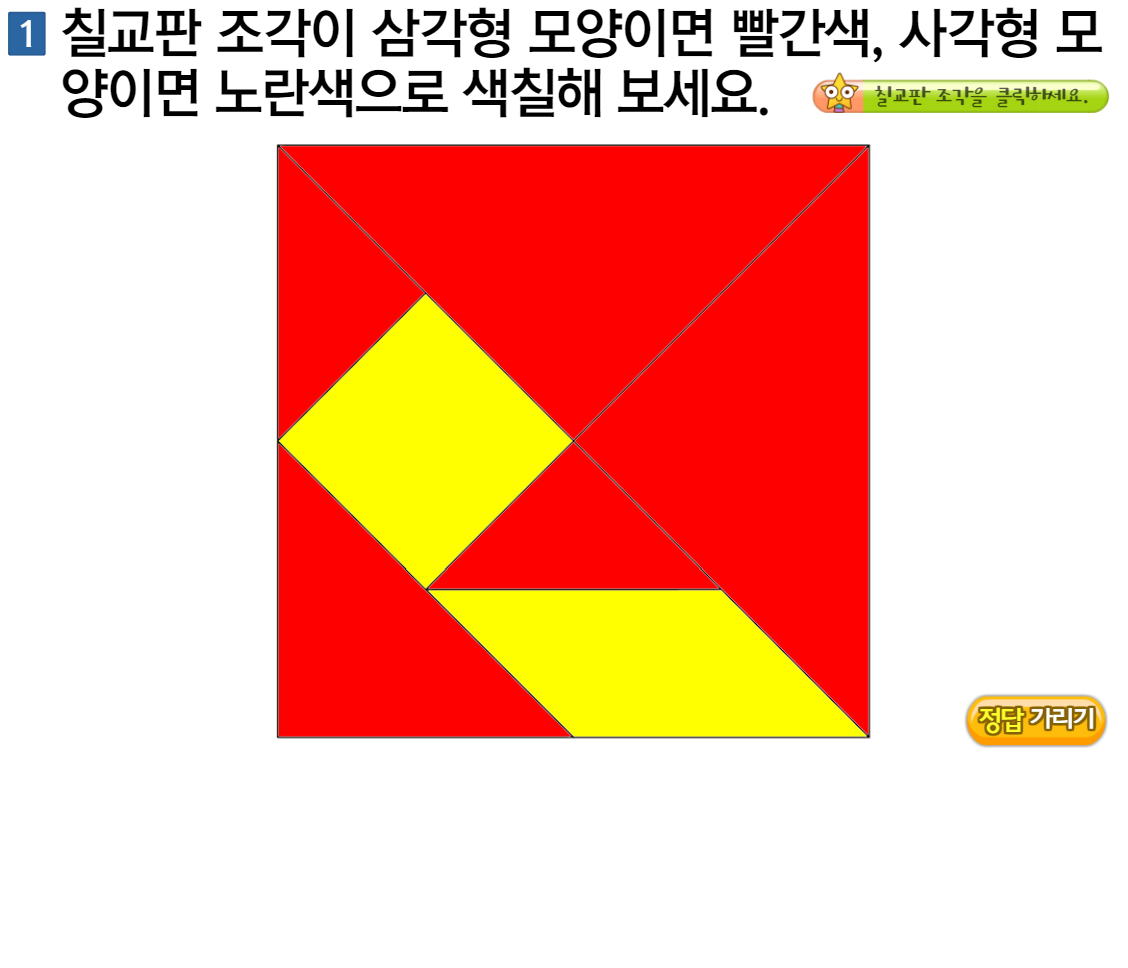 1 칠교판 조각이 삼각형 모양이면 빨간색, 사각형 모
양이면 노란색으로 색칠해 보세요.
칠교판 조각을 클릭하세요.
정답 가리기